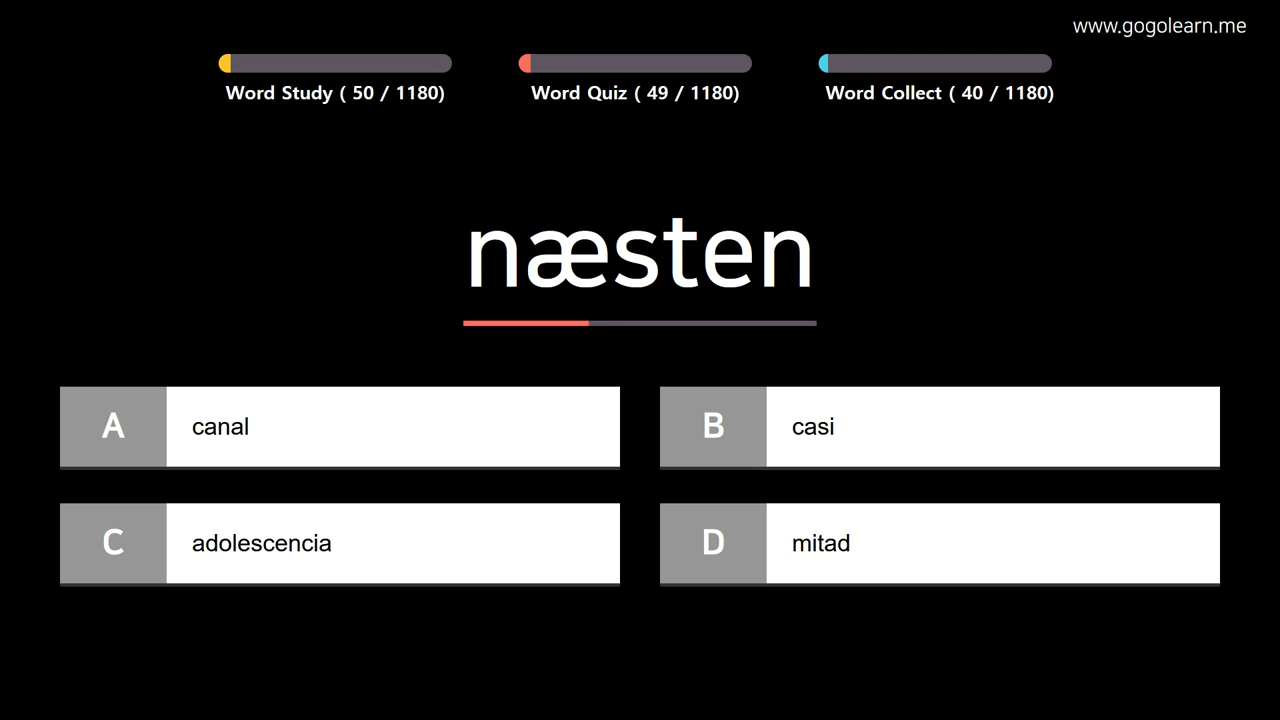 www.gogolearn.me
Word Study ( 50 / 1180)
Word Quiz ( 49 / 1180)
Word Collect ( 40 / 1180)
næsten
A canal
B casi
C adolescencia
D mitad